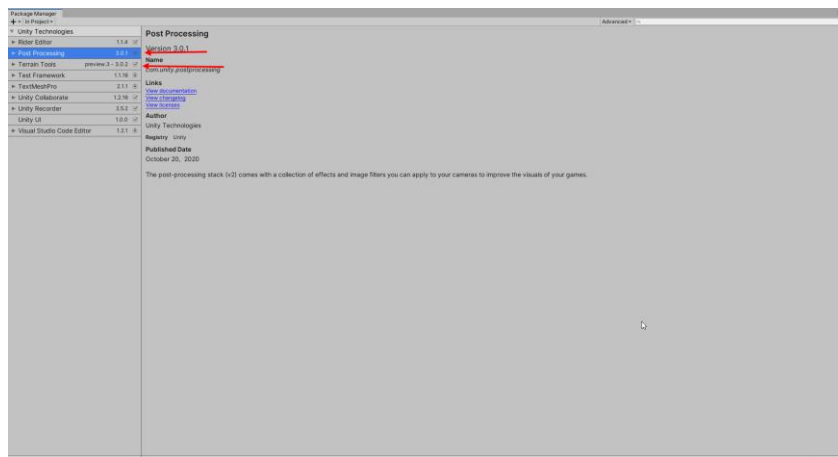 Package Manager
+ In Project
Advanced
Unity Technologies
Rider Editor 1.1.4
Post Processing 3.0.1
Terrain Tools preview.3 - 3.0.2
Test Framework 1.1.18
TextMeshPro 2.1.1
Unity Collaborate 1.2.16
Unity Recorder 2.5.2
Unity UI 1.0.0
Visual Studio Code Editor 1.2.1
Post Processing
Version 3.0.1
Name
com.unity.postprocessing
Links
View documentation
View changelog
View licenses
Author
Unity Technologies
Registry Unity
Published Date
October 20, 2020
The post-processing stack (v2) comes with a collection of effects and image filters you can apply to your cameras to improve the visuals of your games.